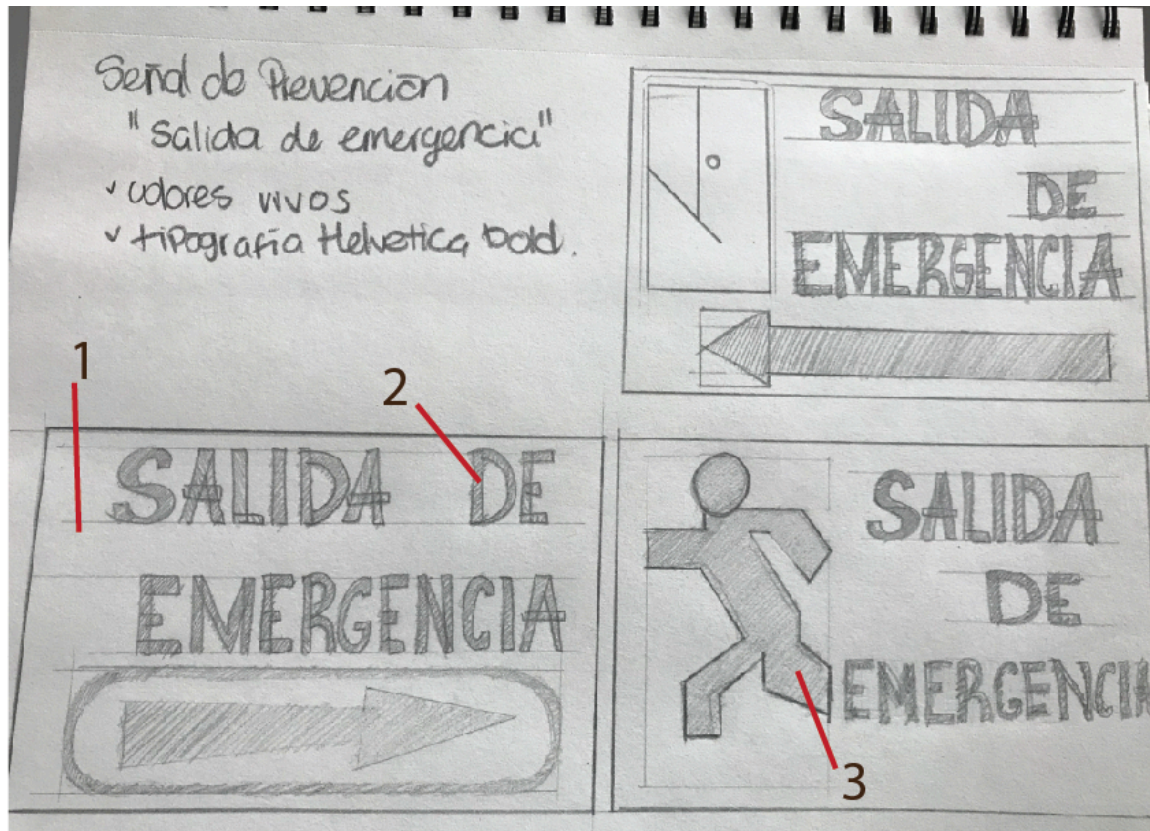 Señal de Prevención
"Salida de emergencia"
✓ colores vivos
✓ tipografía Helvetica bold.
SALIDA
DE
EMERGENCIA
1
2
SALIDA DE
EMERGENCIA
SALIDA
DE
EMERGENCIA
3